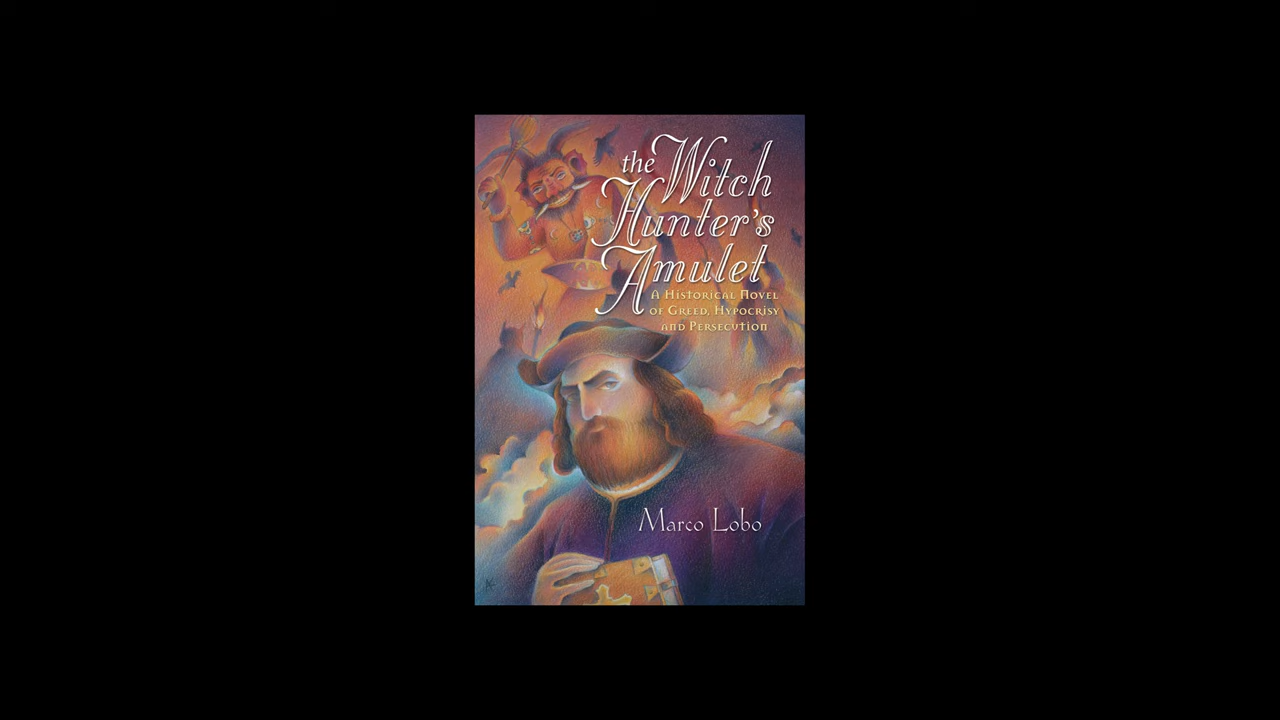 the Witch
Hunter's
Amulet
A Historical Novel
of Greed, Hypocrisy
and Persecution
Marco Lobo